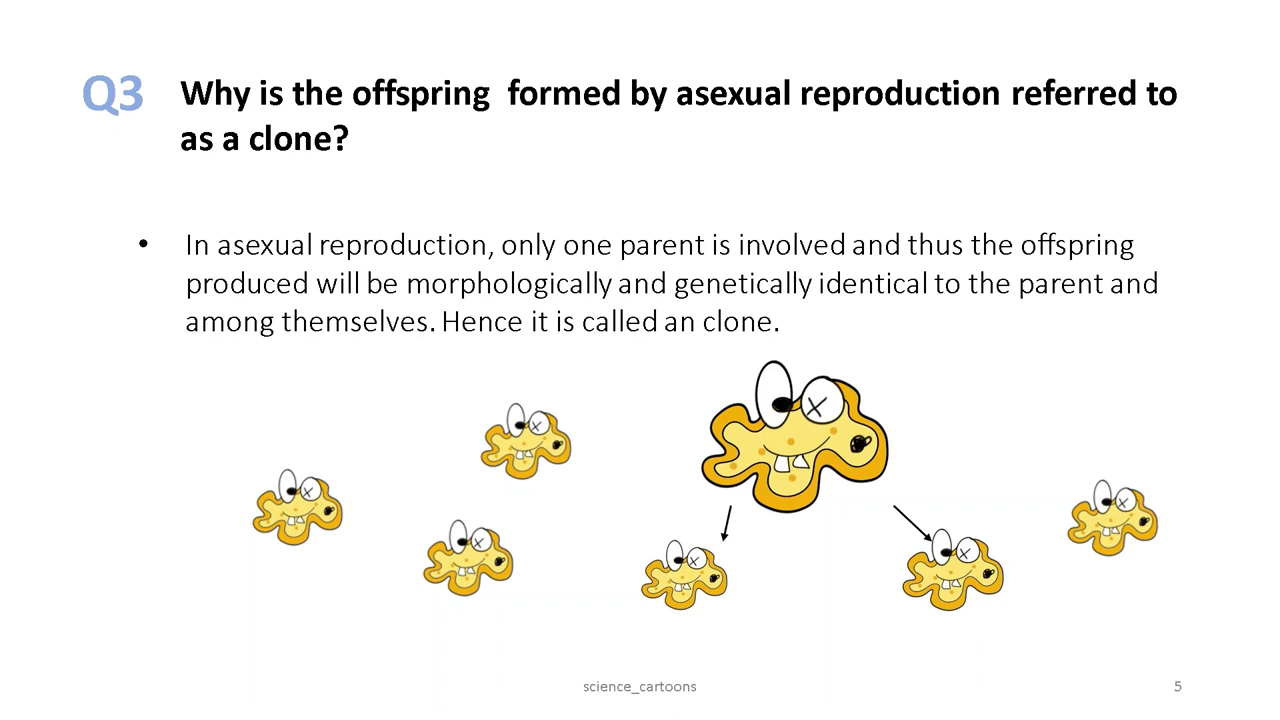 Q3 Why is the offspring  formed by asexual reproduction referred to
as a clone?
• In asexual reproduction, only one parent is involved and thus the offspring
produced will be morphologically and genetically identical to the parent and
among themselves. Hence it is called an clone.
science_cartoons
5